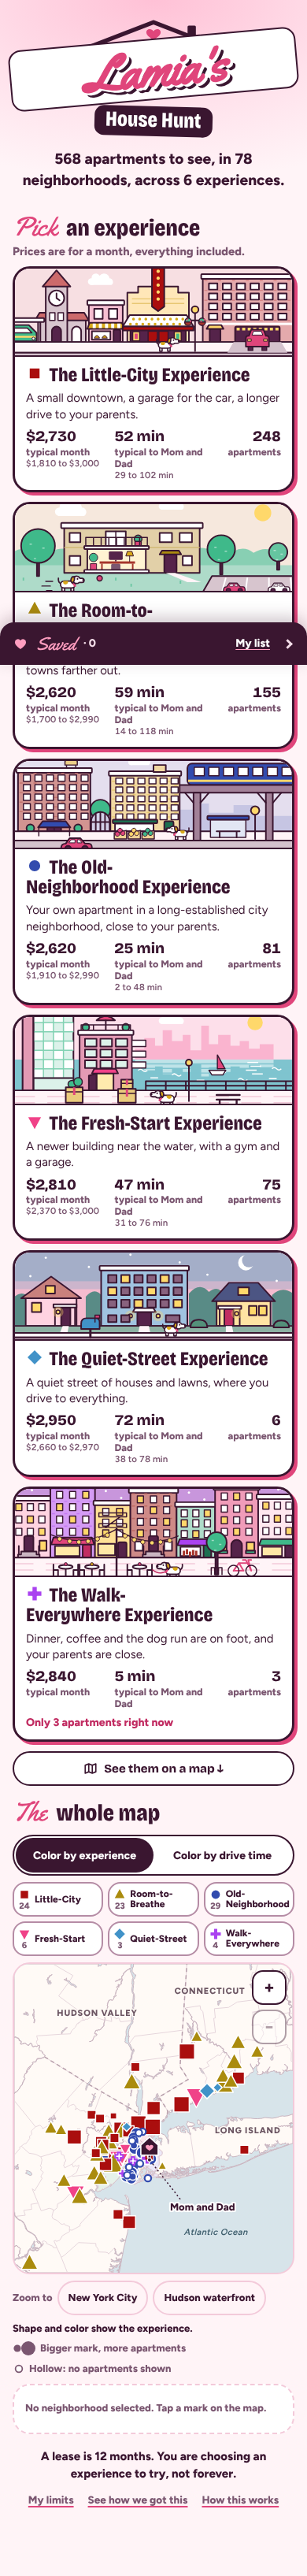 Lamia's
House Hunt
568 apartments to see, in 78
neighborhoods, across 6 experiences.
Pick an experience
Prices are for a month, everything included.
The Little-City Experience
A small downtown, a garage for the car, a longer
drive to your parents.
$2,730 52 min 248
typical month typical to Mom and Dad apartments
$1,810 to $3,000 29 to 102 min
The Room-to-
Saved · 0 My list
towns farther out.
$2,620 59 min 155
typical month typical to Mom and Dad apartments
$1,700 to $2,990 14 to 118 min
The Old-
Neighborhood Experience
Your own apartment in a long-established city
neighborhood, close to your parents.
$2,620 25 min 81
typical month typical to Mom and Dad apartments
$1,910 to $2,990 2 to 48 min
The Fresh-Start Experience
A newer building near the water, with a gym and
a garage.
$2,810 47 min 75
typical month typical to Mom and Dad apartments
$2,370 to $3,000 31 to 76 min
The Quiet-Street Experience
A quiet street of houses and lawns, where you
drive to everything.
$2,950 72 min 6
typical month typical to Mom and Dad apartments
$2,660 to $2,970 38 to 78 min
The Walk-
Everywhere Experience
Dinner, coffee and the dog run are on foot, and
your parents are close.
$2,840 5 min 3
typical month typical to Mom and Dad apartments
Only 3 apartments right now
See them on a map ↓
The whole map
Color by experience Color by drive time
24 Little-City
23 Room-to-Breathe
29 Old-Neighborhood
6 Fresh-Start
3 Quiet-Street
4 Walk-Everywhere
CONNECTICUT
HUDSON VALLEY
LONG ISLAND
Mom and Dad
Atlantic Ocean
+
−
Zoom to New York City Hudson waterfront
Shape and color show the experience.
Bigger mark, more apartments
Hollow: no apartments shown
No neighborhood selected. Tap a mark on the map.
A lease is 12 months. You are choosing an
experience to try, not forever.
My limits See how we got this How this works